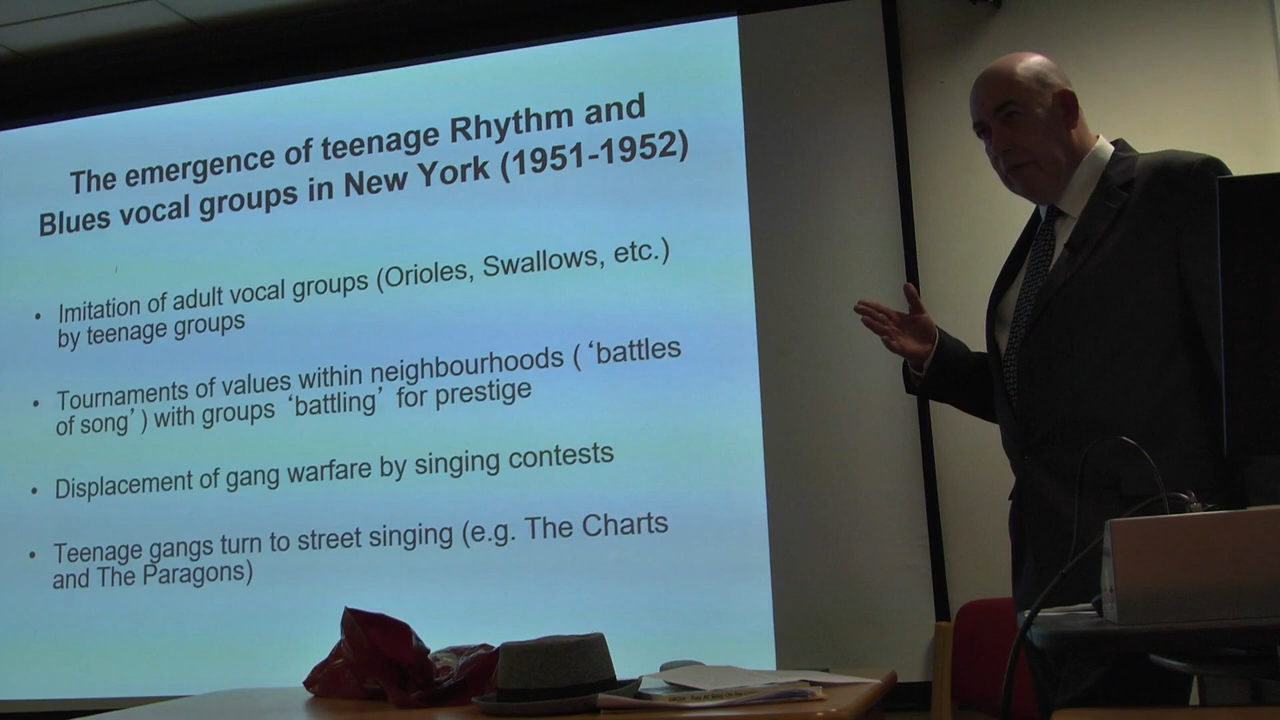 The emergence of teenage Rhythm and
Blues vocal groups in New York (1951-1952)
• Imitation of adult vocal groups (Orioles, Swallows, etc.)
by teenage groups
• Tournaments of values within neighbourhoods ( ‘battles
of song’ ) with groups ‘battling’ for prestige
• Displacement of gang warfare by singing contests
• Teenage gangs turn to street singing (e.g. The Charts
and The Paragons)